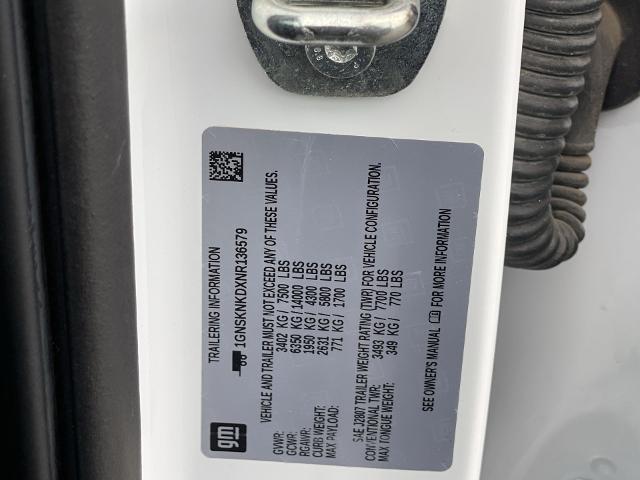 TRAILERING INFORMATION
1GNSKNKDXNR136579
VEHICLE AND TRAILER MUST NOT EXCEED ANY OF THESE VALUES.
GVWR: 3402 KG / 7500 LBS
GCWR: 6350 KG / 14000 LBS
RGAWR: 1950 KG / 4300 LBS
CURB WEIGHT: 2631 KG / 5800 LBS
MAX PAYLOAD: 771 KG / 1700 LBS
SAE J2807 TRAILER WEIGHT RATING (TWR) FOR VEHICLE CONFIGURATION.
CONVENTIONAL TWR: 3493 KG / 7700 LBS
MAX TONGUE WEIGHT: 349 KG / 770 LBS
SEE OWNER'S MANUAL FOR MORE INFORMATION
gm